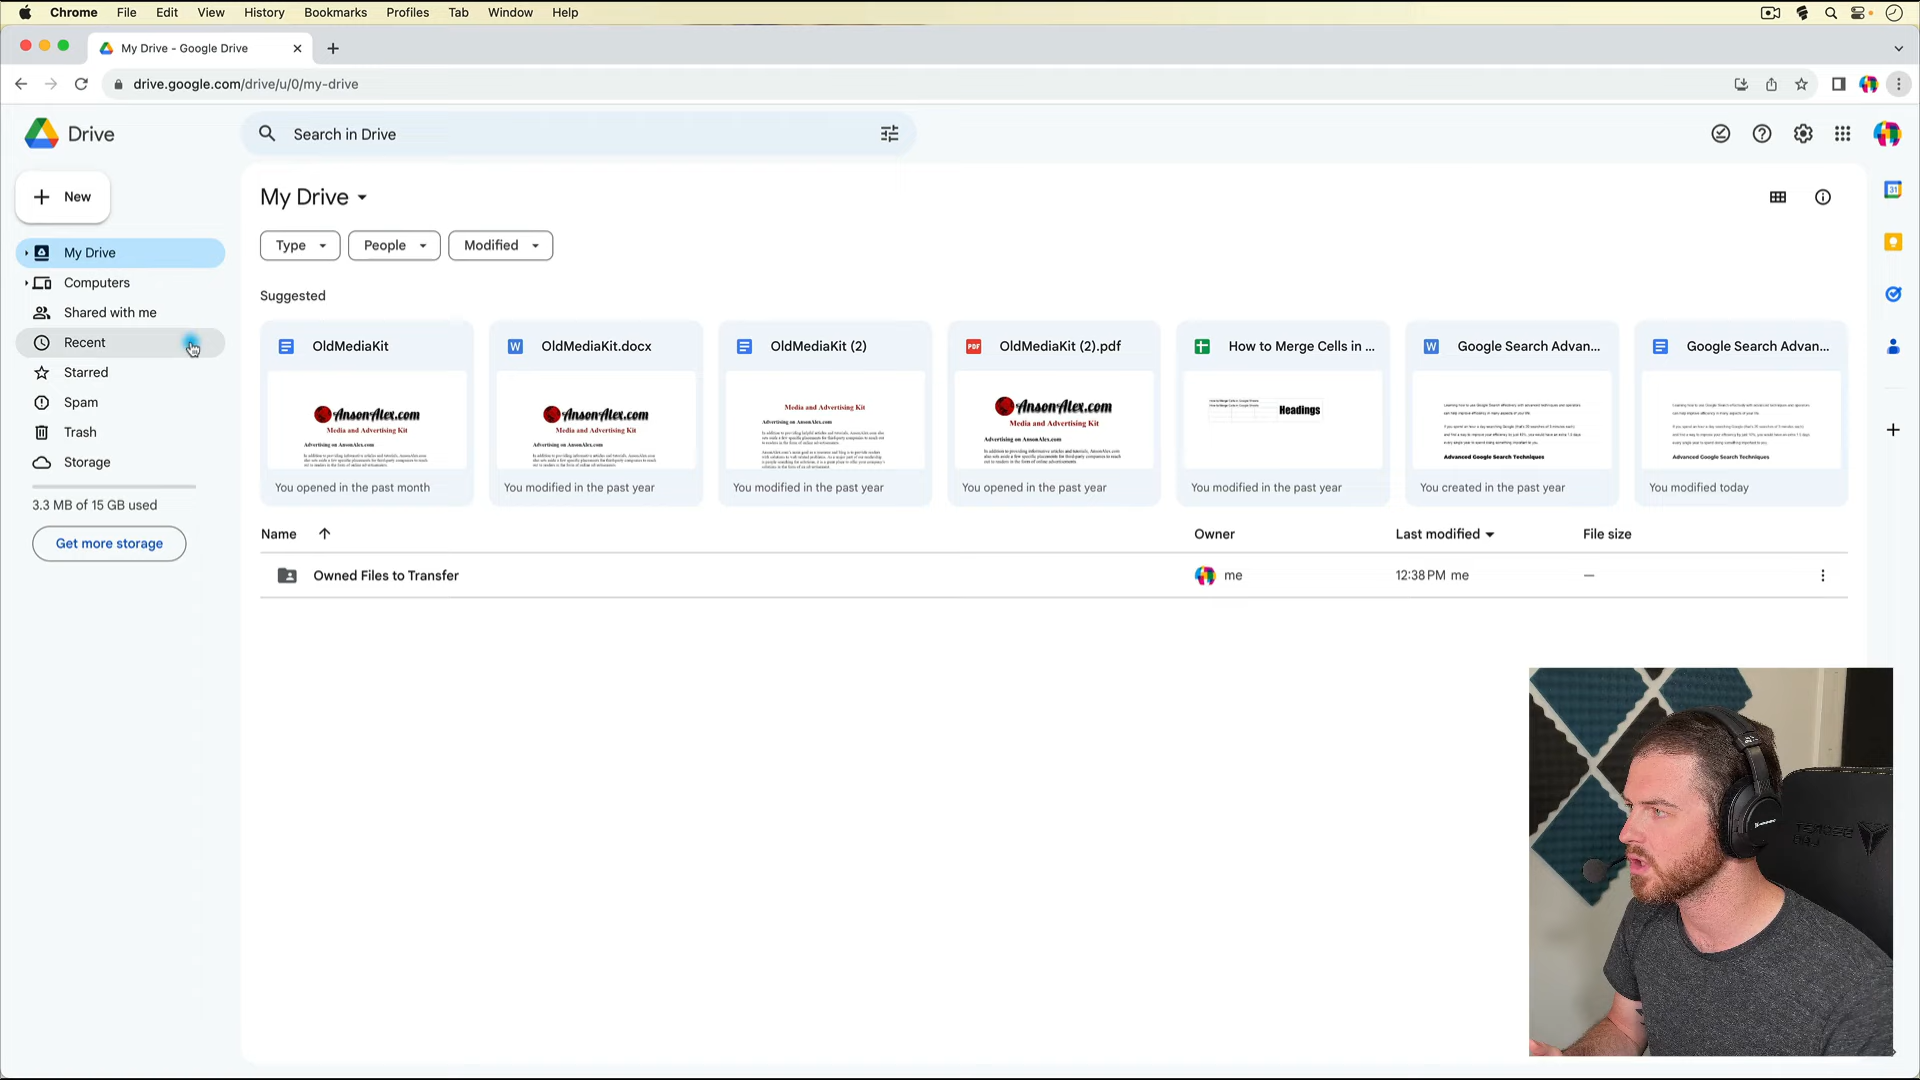 Chrome File Edit View History Bookmarks Profiles Tab Window Help
My Drive - Google Drive
drive.google.com/drive/u/0/my-drive
Drive
Search in Drive
New
My Drive
Computers
Shared with me
Recent
Starred
Spam
Trash
Storage
3.3 MB of 15 GB used
Get more storage
My Drive
Type People Modified
Suggested
OldMediaKit
AnsonAlex.com
Media and Advertising Kit
Advertising on AnsonAlex.com
You opened in the past month
OldMediaKit.docx
AnsonAlex.com
Media and Advertising Kit
Advertising on AnsonAlex.com
You modified in the past year
OldMediaKit (2)
Media and Advertising Kit
Advertising on AnsonAlex.com
You modified in the past year
OldMediaKit (2).pdf
AnsonAlex.com
Media and Advertising Kit
Advertising on AnsonAlex.com
You opened in the past year
How to Merge Cells in ...
Headings
You modified in the past year
Google Search Advan...
Advanced Google Search Techniques
You created in the past year
Google Search Advan...
Advanced Google Search Techniques
You modified today
Name Owner Last modified File size
Owned Files to Transfer me 12:38 PM me —
31